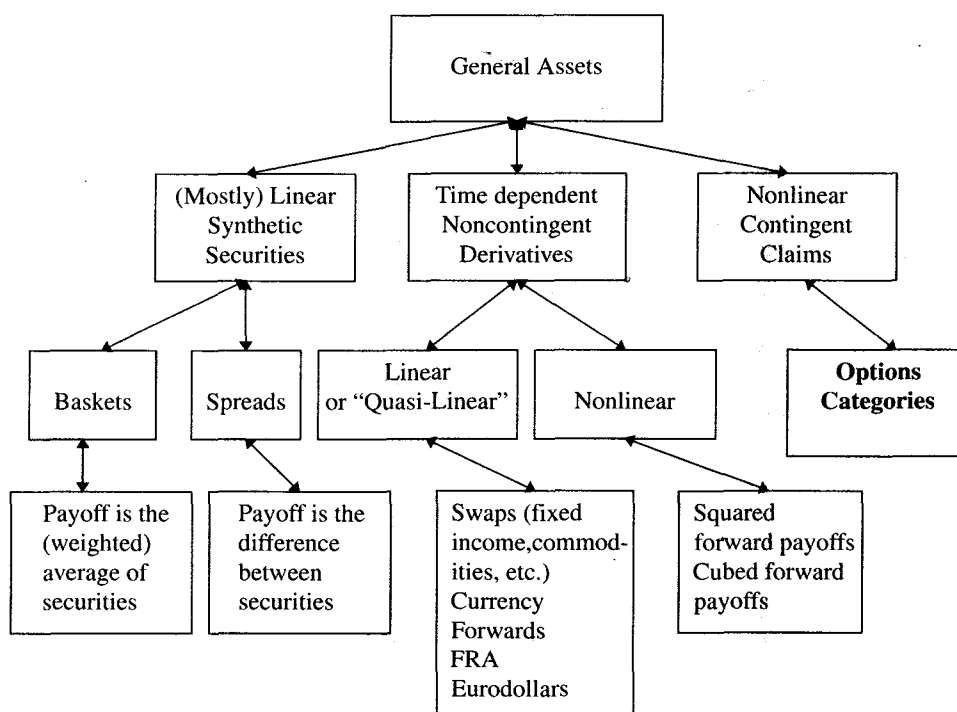 General Assets
(Mostly) Linear
Synthetic
Securities
Time dependent
Noncontingent
Derivatives
Nonlinear
Contingent
Claims
Baskets
Spreads
Linear
or “Quasi-Linear”
Nonlinear
Options
Categories
Payoff is the
(weighted)
average of
securities
Payoff is the
difference
between
securities
Swaps (fixed
income,commod-
ities, etc.)
Currency
Forwards
FRA
Eurodollars
Squared
forward payoffs
Cubed forward
payoffs